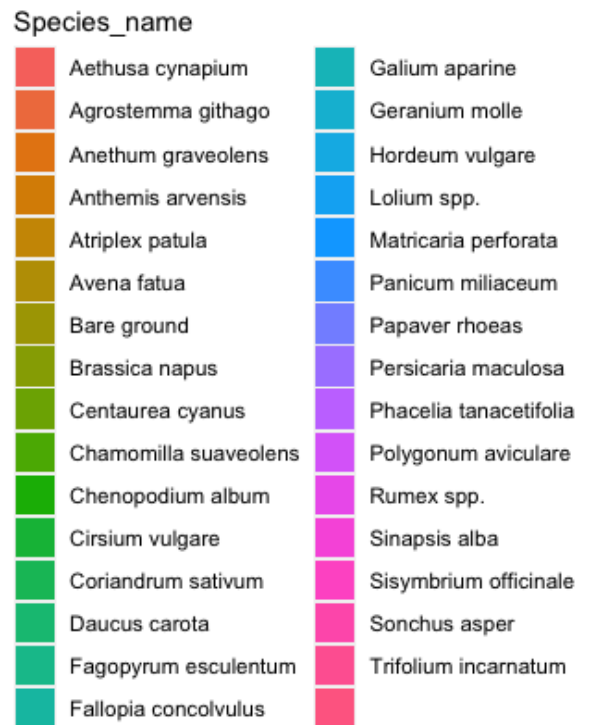 Species_name
Aethusa cynapium
Agrostemma githago
Anethum graveolens
Anthemis arvensis
Atriplex patula
Avena fatua
Bare ground
Brassica napus
Centaurea cyanus
Chamomilla suaveolens
Chenopodium album
Cirsium vulgare
Coriandrum sativum
Daucus carota
Fagopyrum esculentum
Fallopia concolvulus
Galium aparine
Geranium molle
Hordeum vulgare
Lolium spp.
Matricaria perforata
Panicum miliaceum
Papaver rhoeas
Persicaria maculosa
Phacelia tanacetifolia
Polygonum aviculare
Rumex spp.
Sinapsis alba
Sisymbrium officinale
Sonchus asper
Trifolium incarnatum